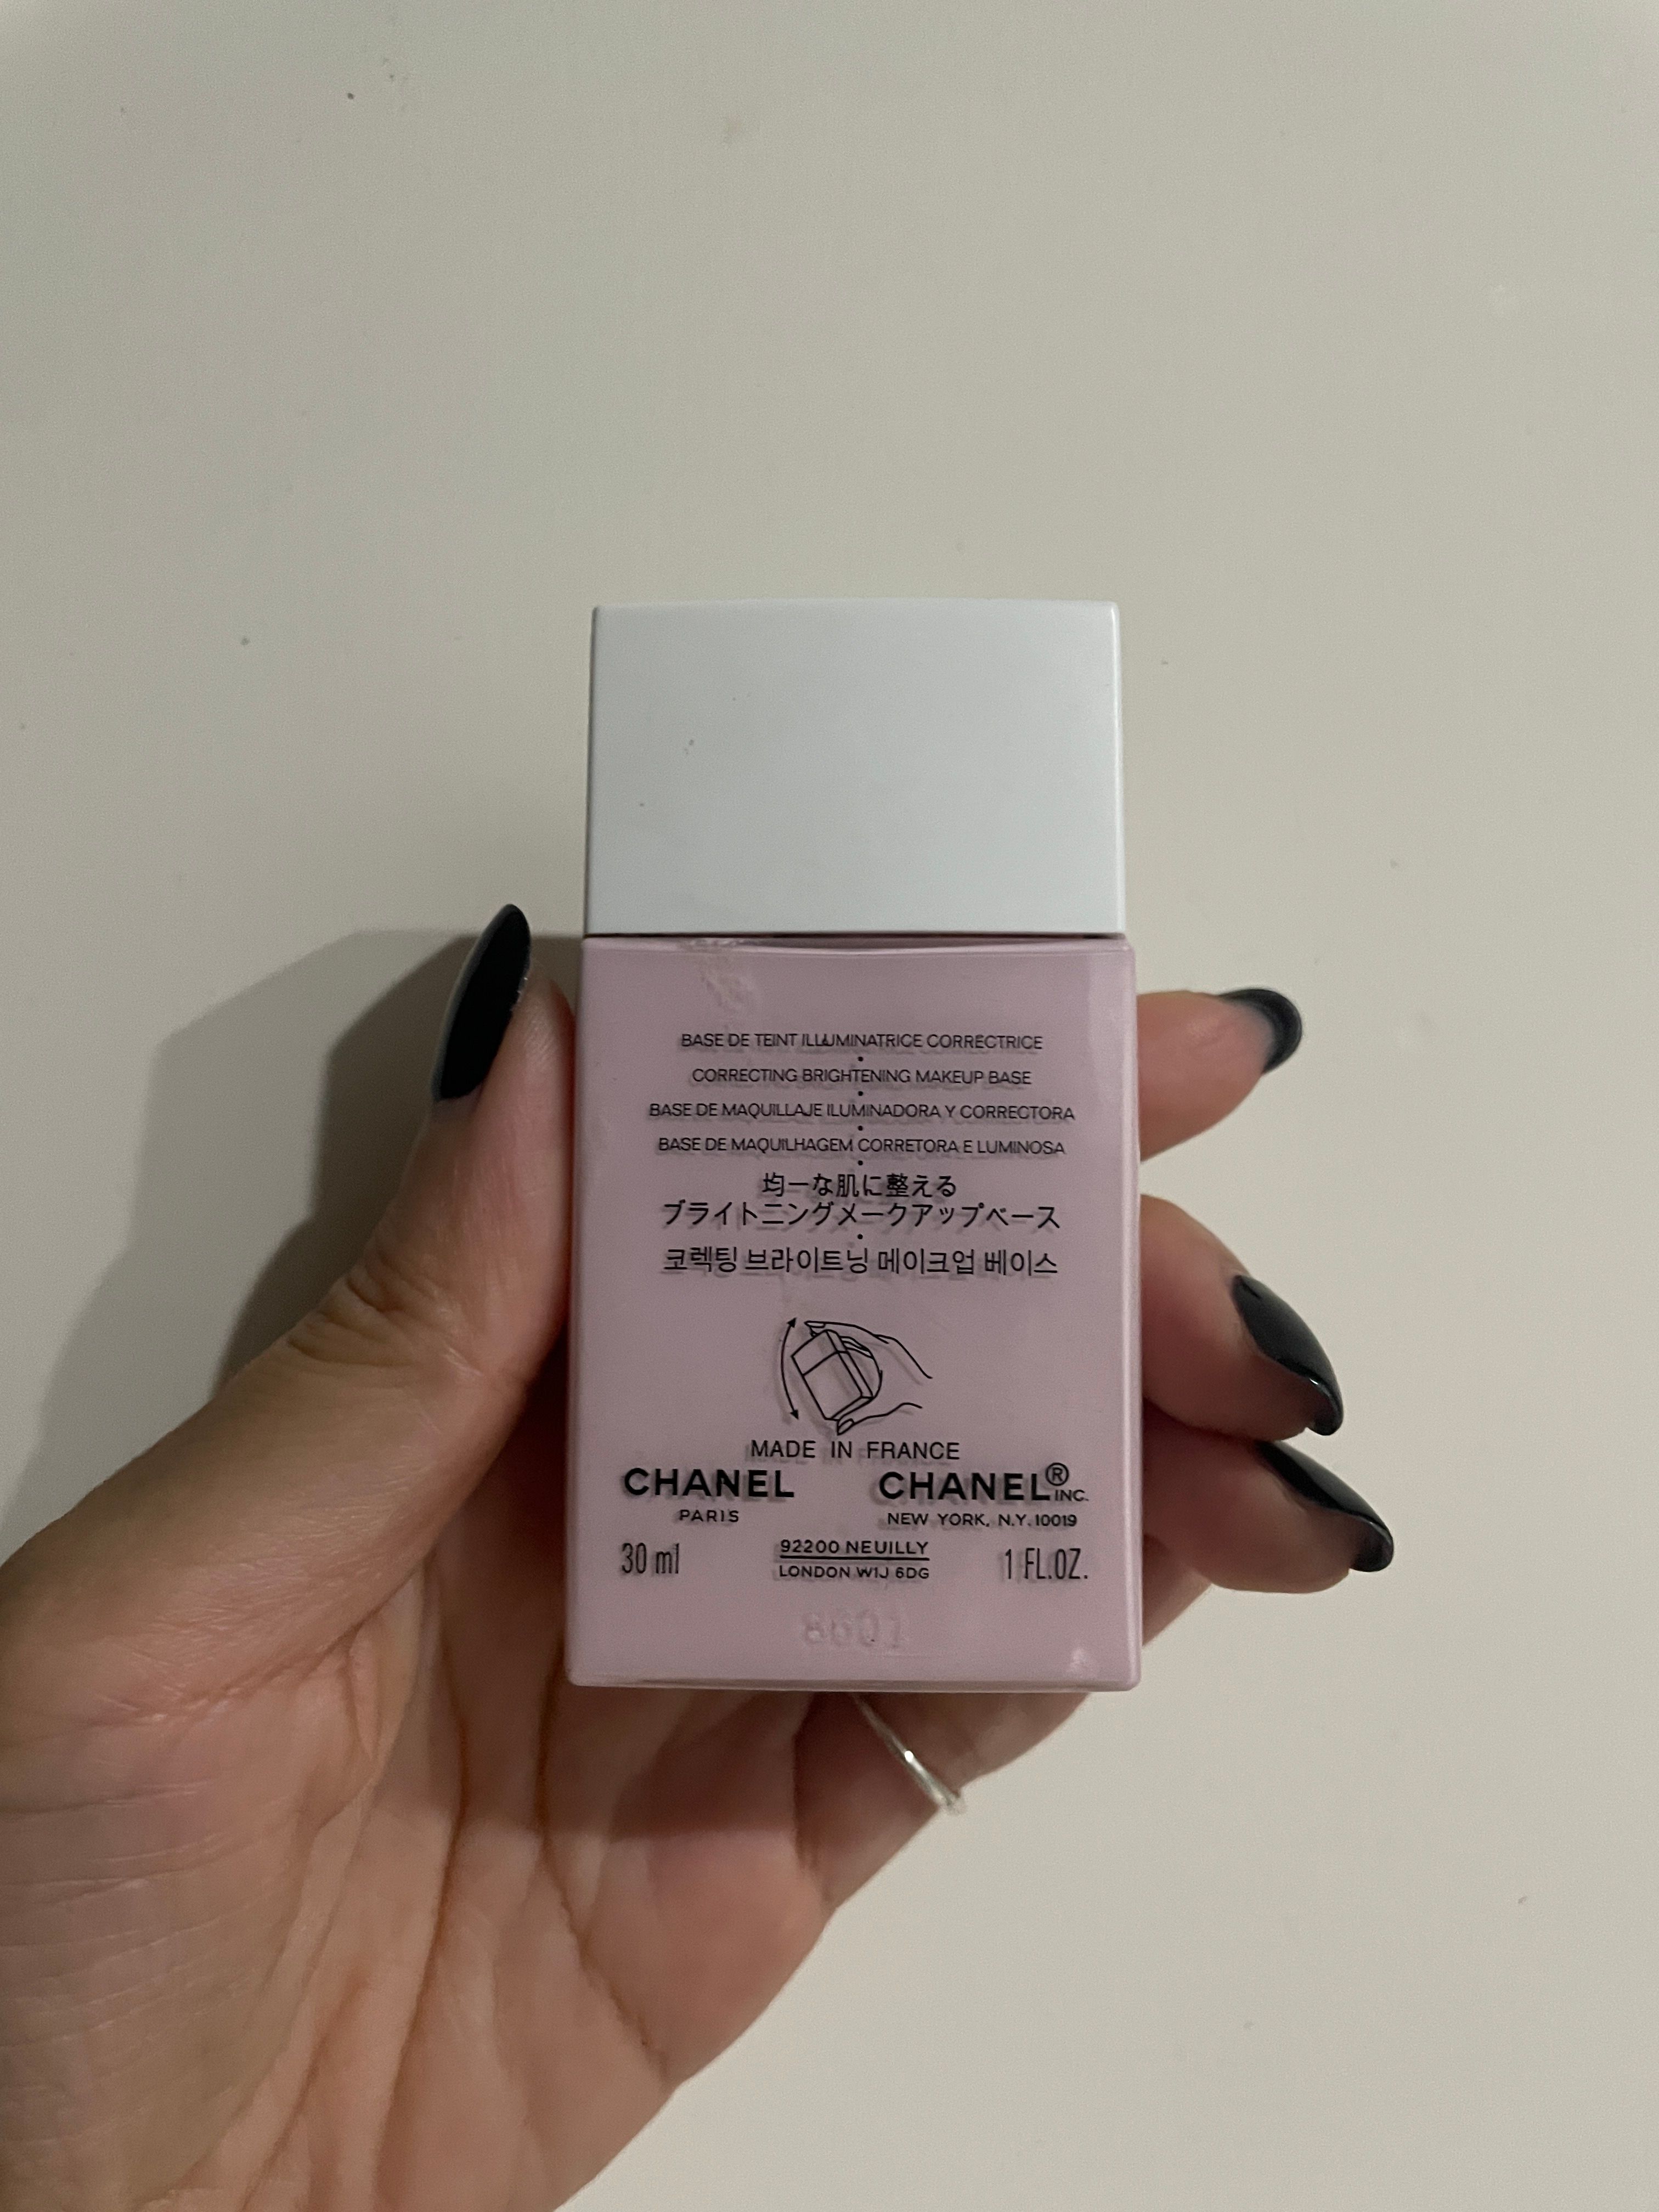 BASE DE TEINT ILLUMINATRICE CORRECTRICE
•
CORRECTING BRIGHTENING MAKEUP BASE
•
BASE DE MAQUILLAJE ILUMINADORA Y CORRECTORA
•
BASE DE MAQUILHAGEM CORRETORA E LUMINOSA
•
均一な肌に整える
ブライトニングメークアップベース
•
코렉팅 브라이트닝 메이크업 베이스
MADE IN FRANCE
CHANEL CHANEL® INC.
PARIS NEW YORK, N.Y. 10019
30 ml 92200 NEUILLY 1 FL.OZ.
LONDON W1J 6DG
8601